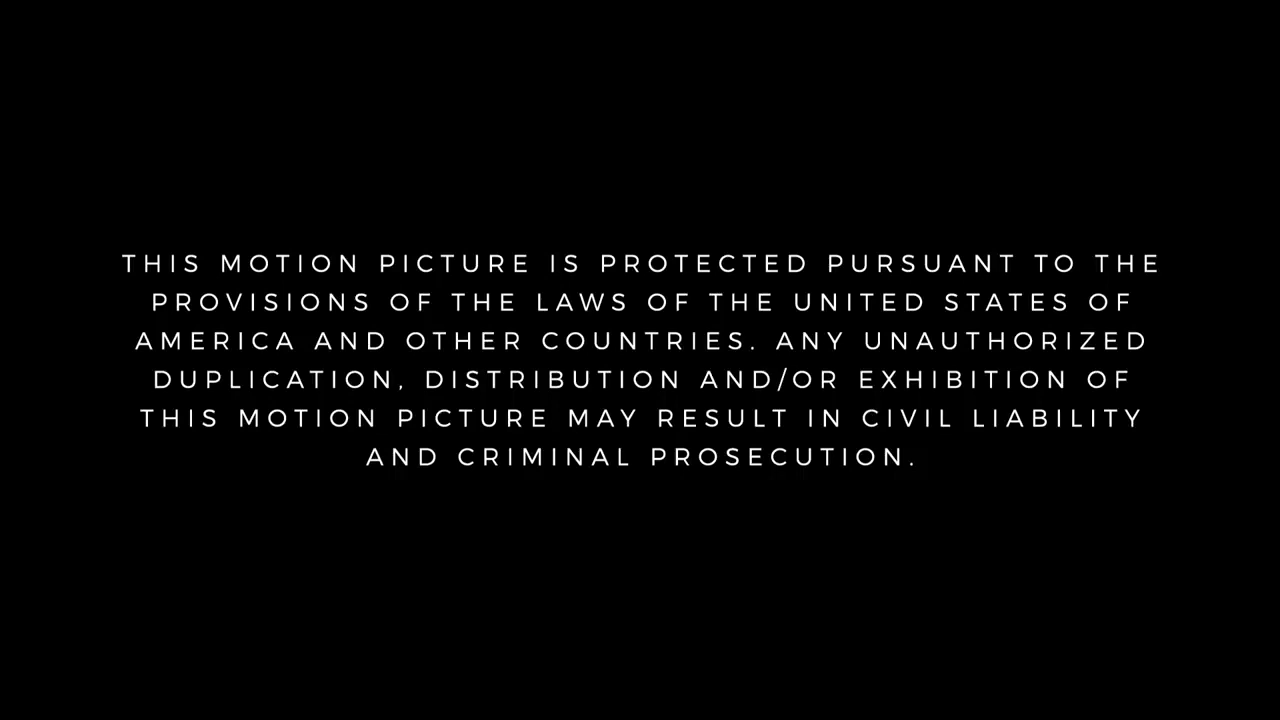 THIS MOTION PICTURE IS PROTECTED PURSUANT TO THE
PROVISIONS OF THE LAWS OF THE UNITED STATES OF
AMERICA AND OTHER COUNTRIES. ANY UNAUTHORIZED
DUPLICATION, DISTRIBUTION AND/OR EXHIBITION OF
THIS MOTION PICTURE MAY RESULT IN CIVIL LIABILITY
AND CRIMINAL PROSECUTION.